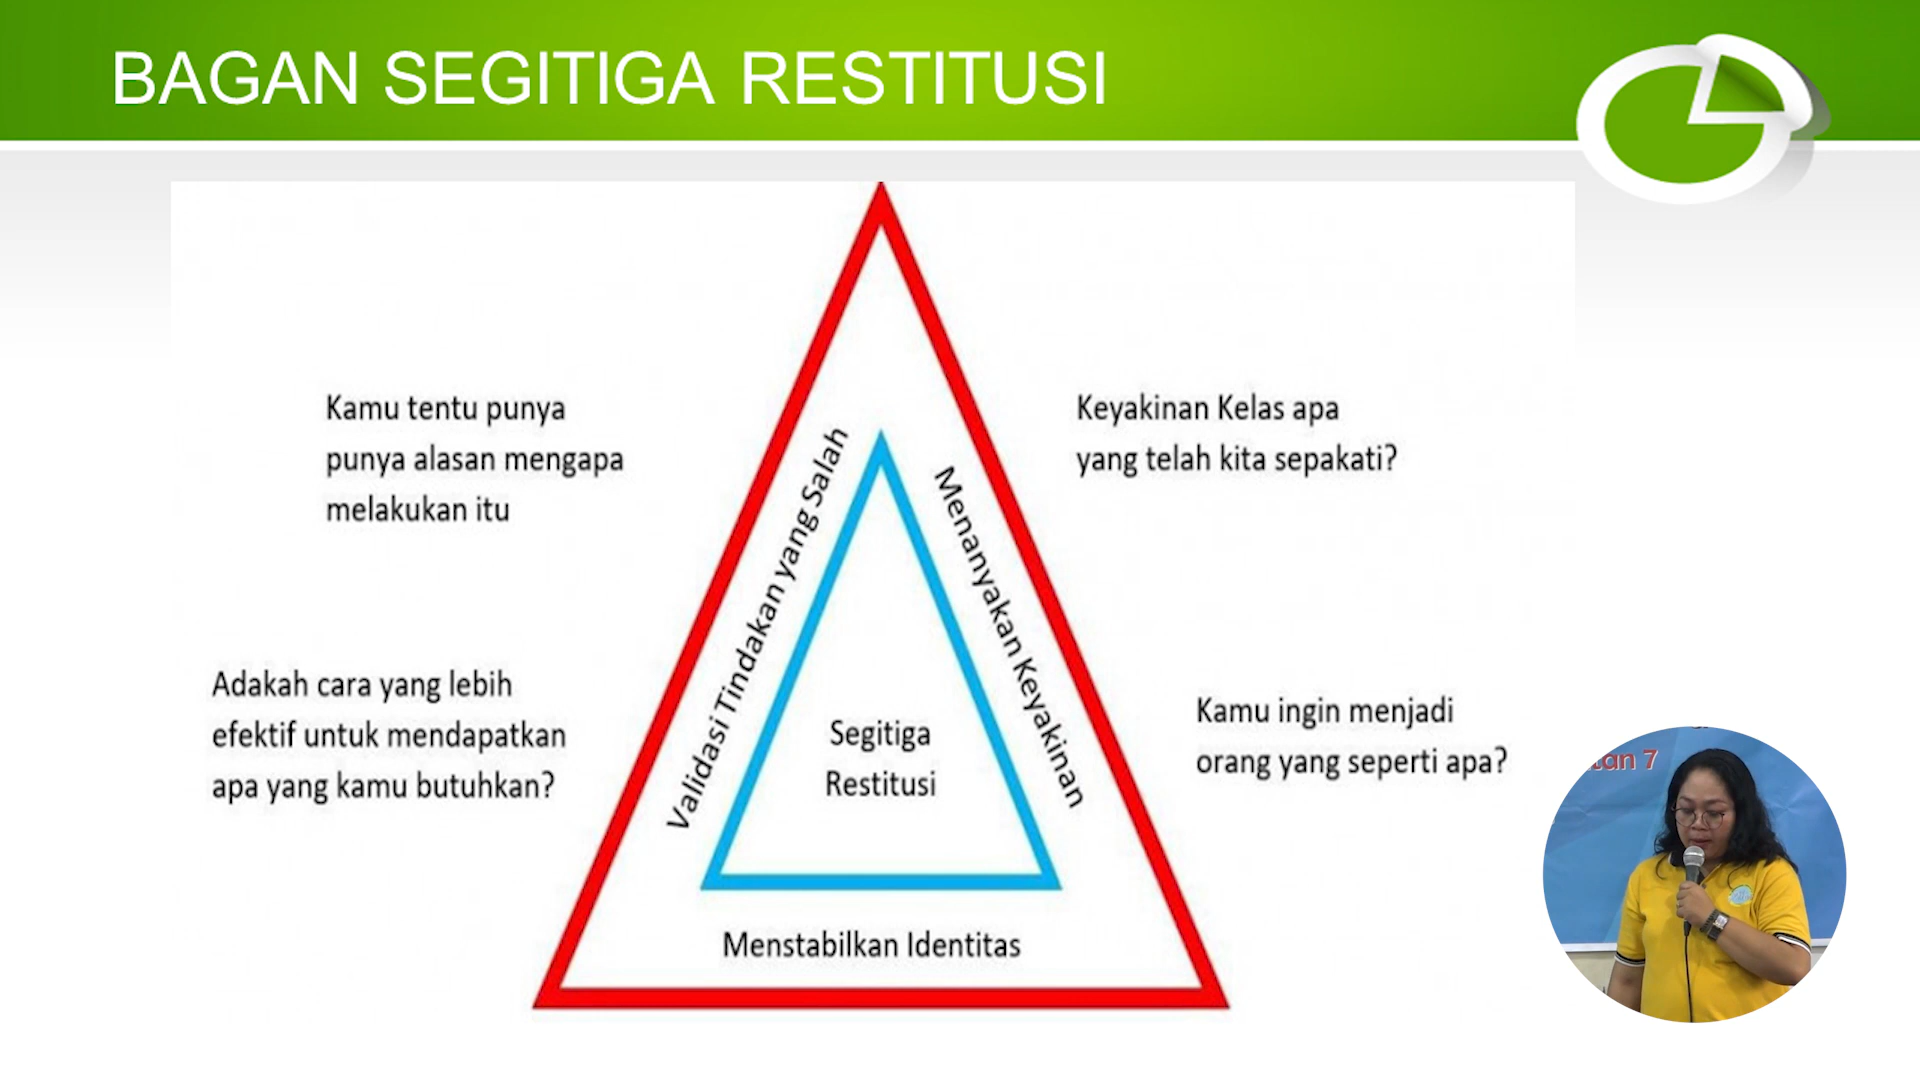 BAGAN SEGITIGA RESTITUSI
Kamu tentu punya
punya alasan mengapa
melakukan itu
Keyakinan Kelas apa
yang telah kita sepakati?
Validasi Tindakan yang Salah
Menanyakan Keyakinan
Adakah cara yang lebih
efektif untuk mendapatkan
apa yang kamu butuhkan?
Segitiga
Restitusi
Kamu ingin menjadi
orang yang seperti apa?
Menstabilkan Identitas
7